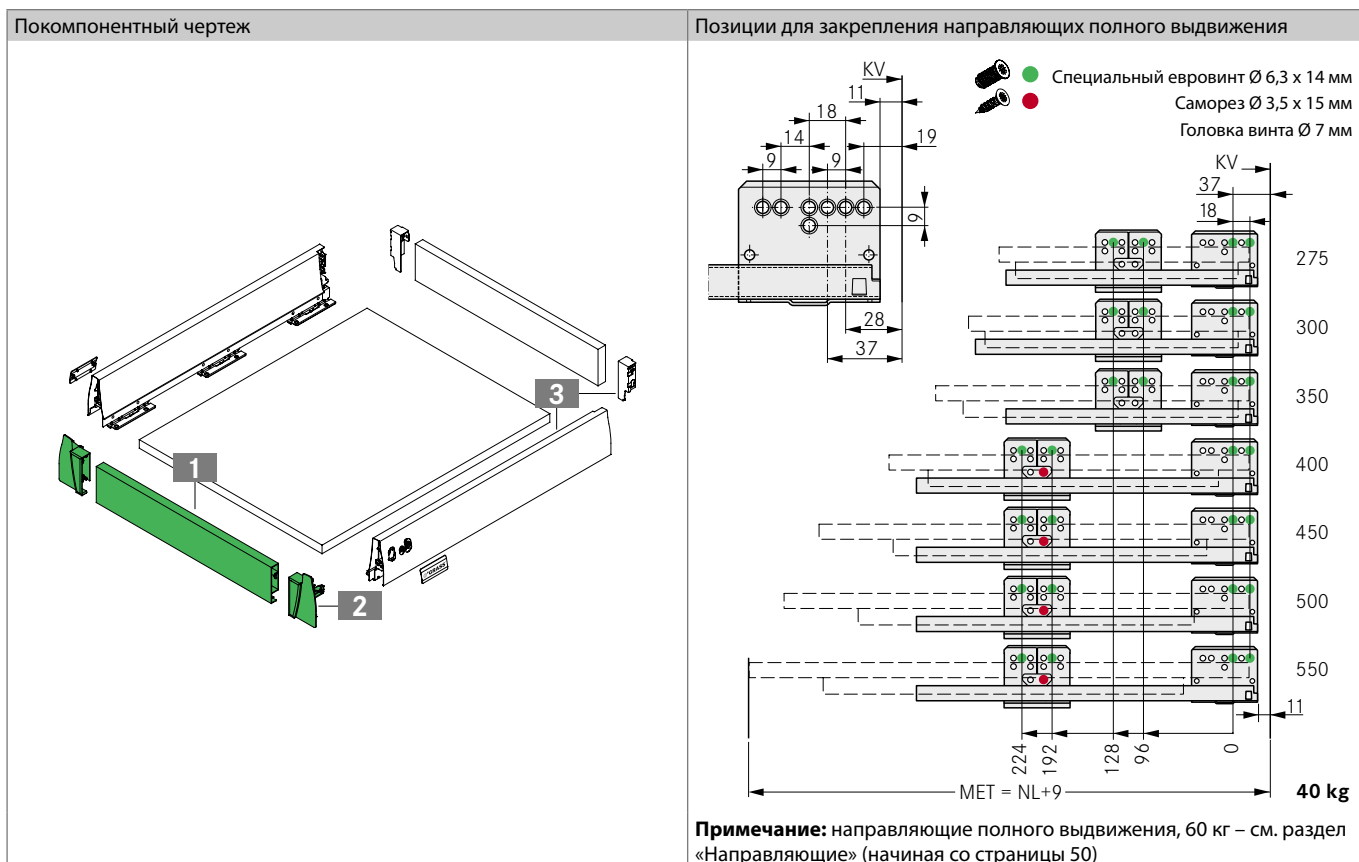 Покомпонентный чертеж
1
2
3
GRASS
Позиции для закрепления направляющих полного выдвижения
KV
11
18
14
19
9
9
9
28
37
Специальный евровинт Ø 6,3 x 14 мм
Саморез Ø 3,5 x 15 мм
Головка винта Ø 7 мм
KV
37
18
275
300
350
400
450
500
550
11
224
192
128
96
0
MET = NL+9
40 kg
Примечание: направляющие полного выдвижения, 60 кг – см. раздел
«Направляющие» (начиная со страницы 50)